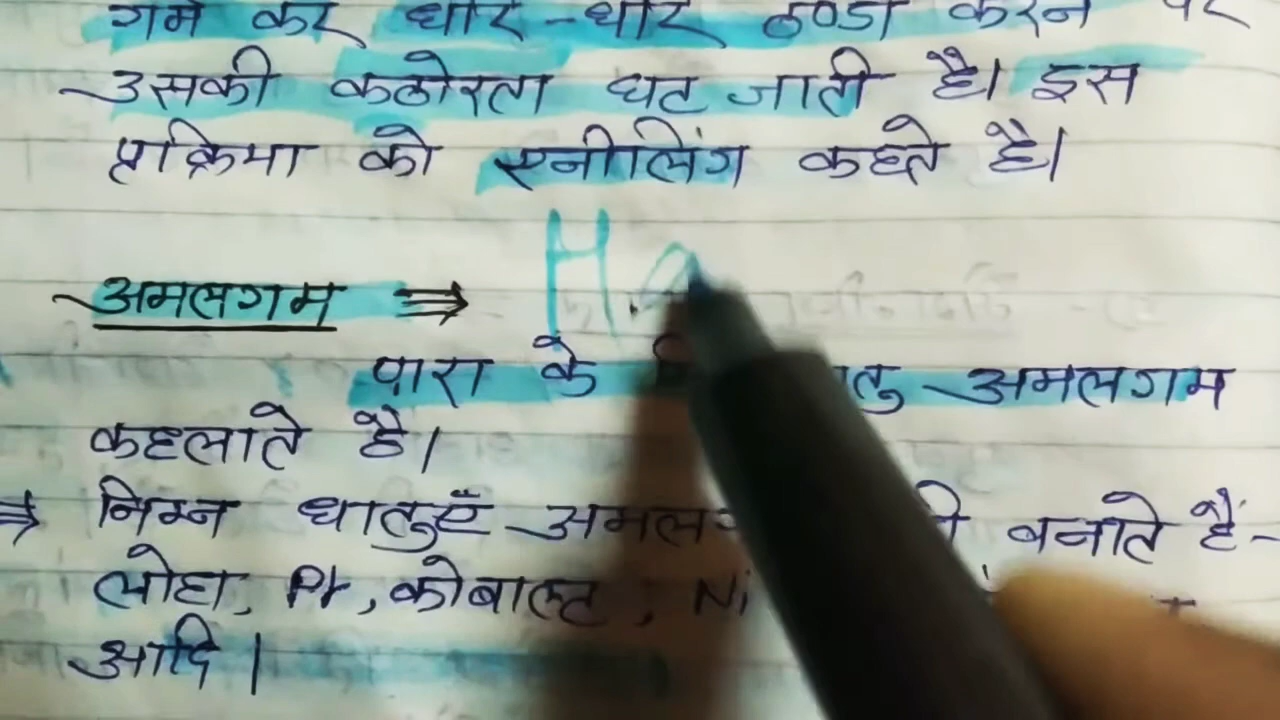 गर्म कर धीरे-धीरे ठण्डा करने पर
उसकी कठोरता घट जाती है। इस
प्रक्रिया को एनीलिंग कहते है।
H
अमलगम ⇒
पारा के अमलगम
कहलाते है।
⇒ निम्न धातुएँ बनाते हैं-
लोहा, Pt, कोबाल्ट, Ni
आदि।